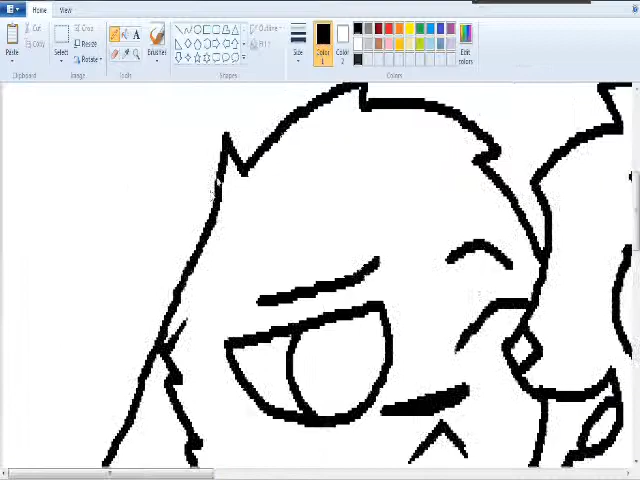 Home View
Cut
Copy
Paste
Crop
Resize
Rotate
Select
A
Brushes
Outline
Fill
Size
Color 1
Color 2
Edit colors
Clipboard Image Tools Shapes Colors